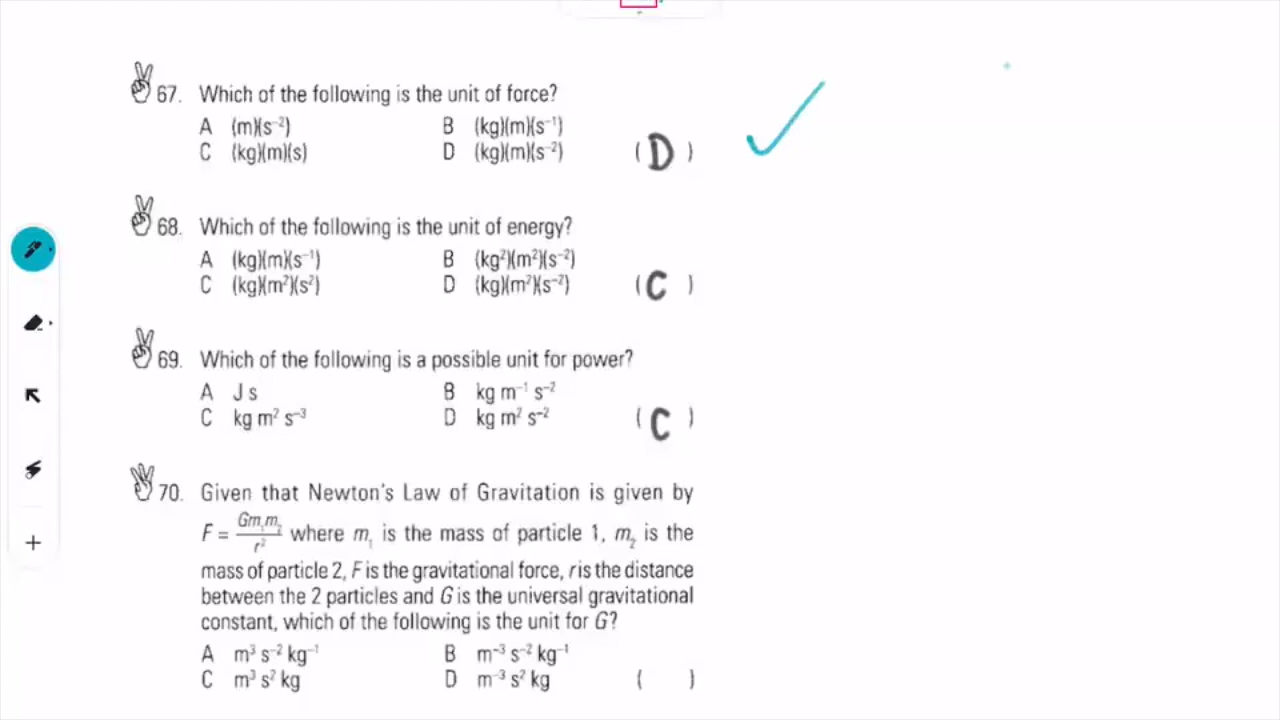 67. Which of the following is the unit of force?
A (m)(s⁻²) B (kg)(m)(s⁻¹)
C (kg)(m)(s) D (kg)(m)(s⁻²) ( D )
68. Which of the following is the unit of energy?
A (kg)(m)(s⁻¹) B (kg²)(m²)(s⁻²)
C (kg)(m²)(s²) D (kg)(m²)(s⁻²) ( C )
69. Which of the following is a possible unit for power?
A J s B kg m⁻¹ s⁻²
C kg m² s⁻³ D kg m² s⁻² ( C )
70. Given that Newton's Law of Gravitation is given by
F = Gm₁m₂/r² where m₁ is the mass of particle 1, m₂ is the
mass of particle 2, F is the gravitational force, r is the distance
between the 2 particles and G is the universal gravitational
constant, which of the following is the unit for G?
A m³ s⁻² kg⁻¹ B m⁻³ s⁻² kg⁻¹
C m³ s² kg D m⁻³ s² kg ( )